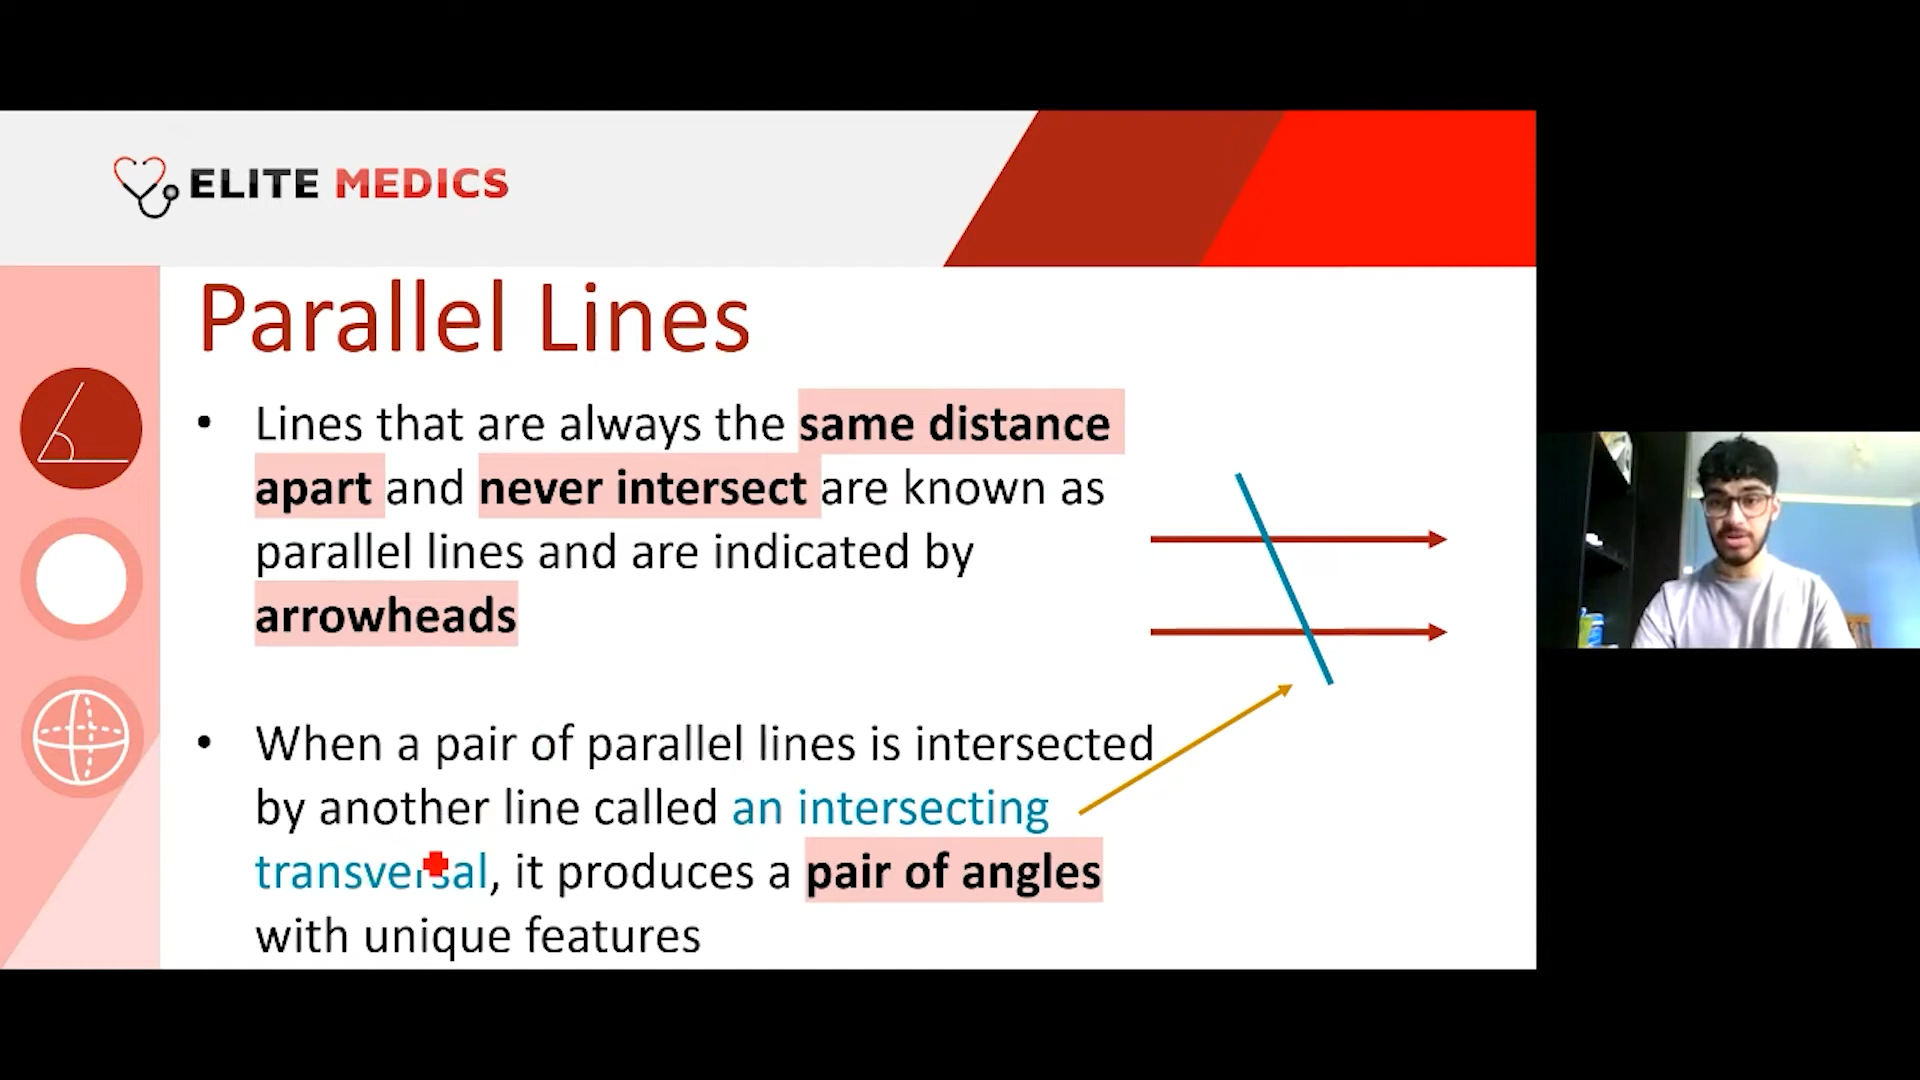 ELITE MEDICS
Parallel Lines
• Lines that are always the same distance
apart and never intersect are known as
parallel lines and are indicated by
arrowheads
• When a pair of parallel lines is intersected
by another line called an intersecting
transversal, it produces a pair of angles
with unique features